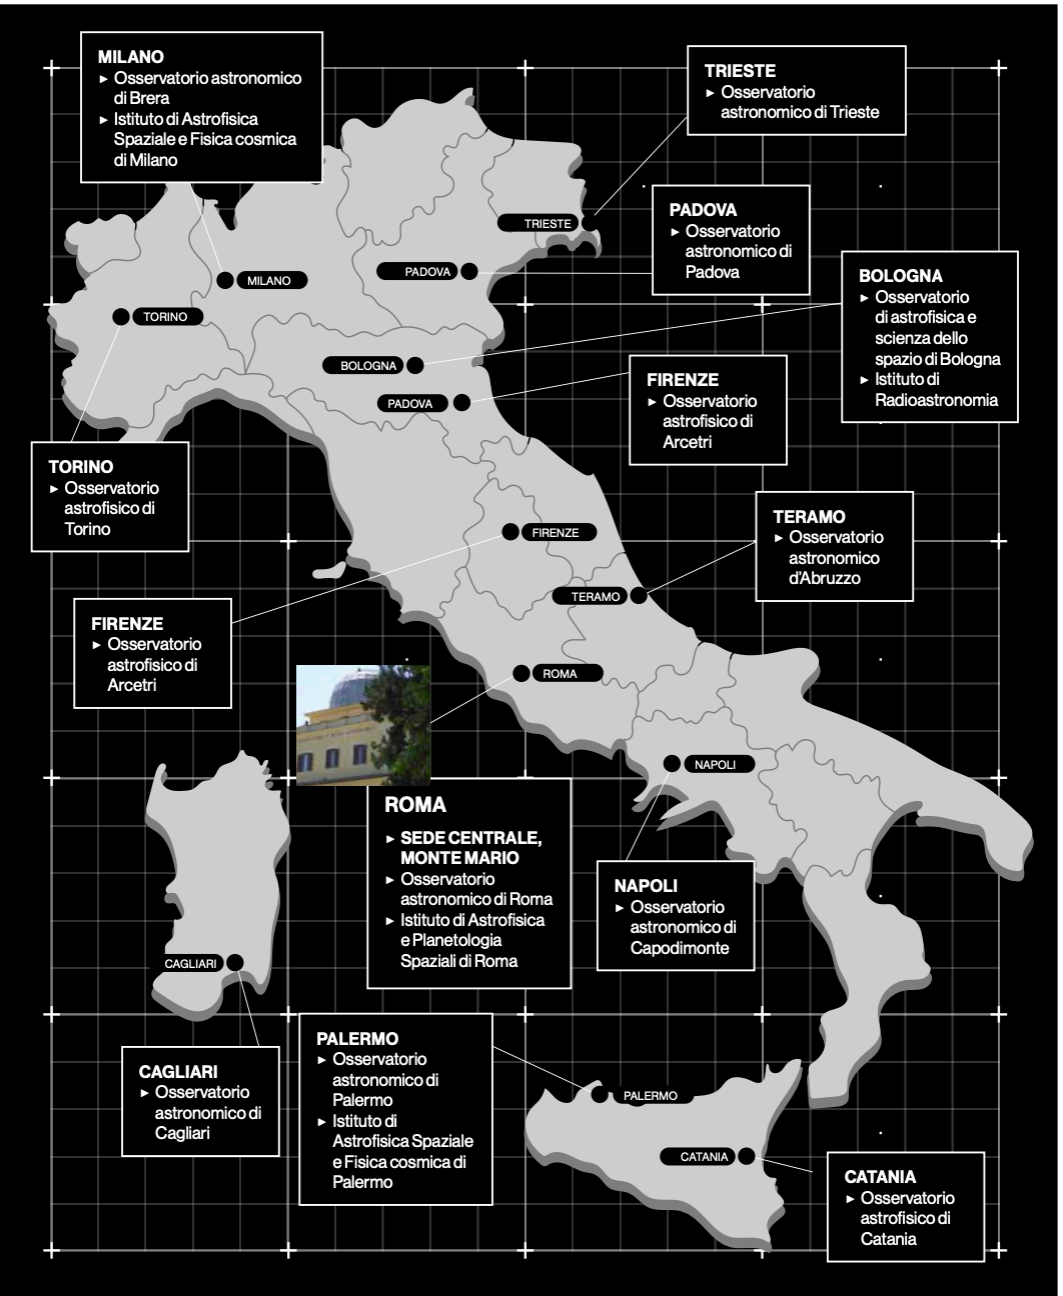 MILANO
► Osservatorio astronomico
di Brera
► Istituto di Astrofisica
Spaziale e Fisica cosmica
di Milano
TRIESTE
► Osservatorio
astronomico di Trieste
PADOVA
► Osservatorio
astronomico di
Padova
BOLOGNA
► Osservatorio
di astrofisica e
scienza dello
spazio di Bologna
► Istituto di
Radioastronomia
TRIESTE
PADOVA
MILANO
TORINO
BOLOGNA
PADOVA
FIRENZE
► Osservatorio
astrofisico di
Arcetri
TORINO
► Osservatorio
astrofisico di
Torino
TERAMO
► Osservatorio
astronomico
d'Abruzzo
FIRENZE
TERAMO
FIRENZE
► Osservatorio
astrofisico di
Arcetri
ROMA
NAPOLI
ROMA
► SEDE CENTRALE,
MONTE MARIO
► Osservatorio
astronomico di Roma
► Istituto di Astrofisica
e Planetologia
Spaziali di Roma
NAPOLI
► Osservatorio
astronomico di
Capodimonte
CAGLIARI
CAGLIARI
► Osservatorio
astronomico di
Cagliari
PALERMO
► Osservatorio
astronomico di
Palermo
► Istituto di
Astrofisica Spaziale
e Fisica cosmica di
Palermo
PALERMO
CATANIA
CATANIA
► Osservatorio
astrofisico di
Catania